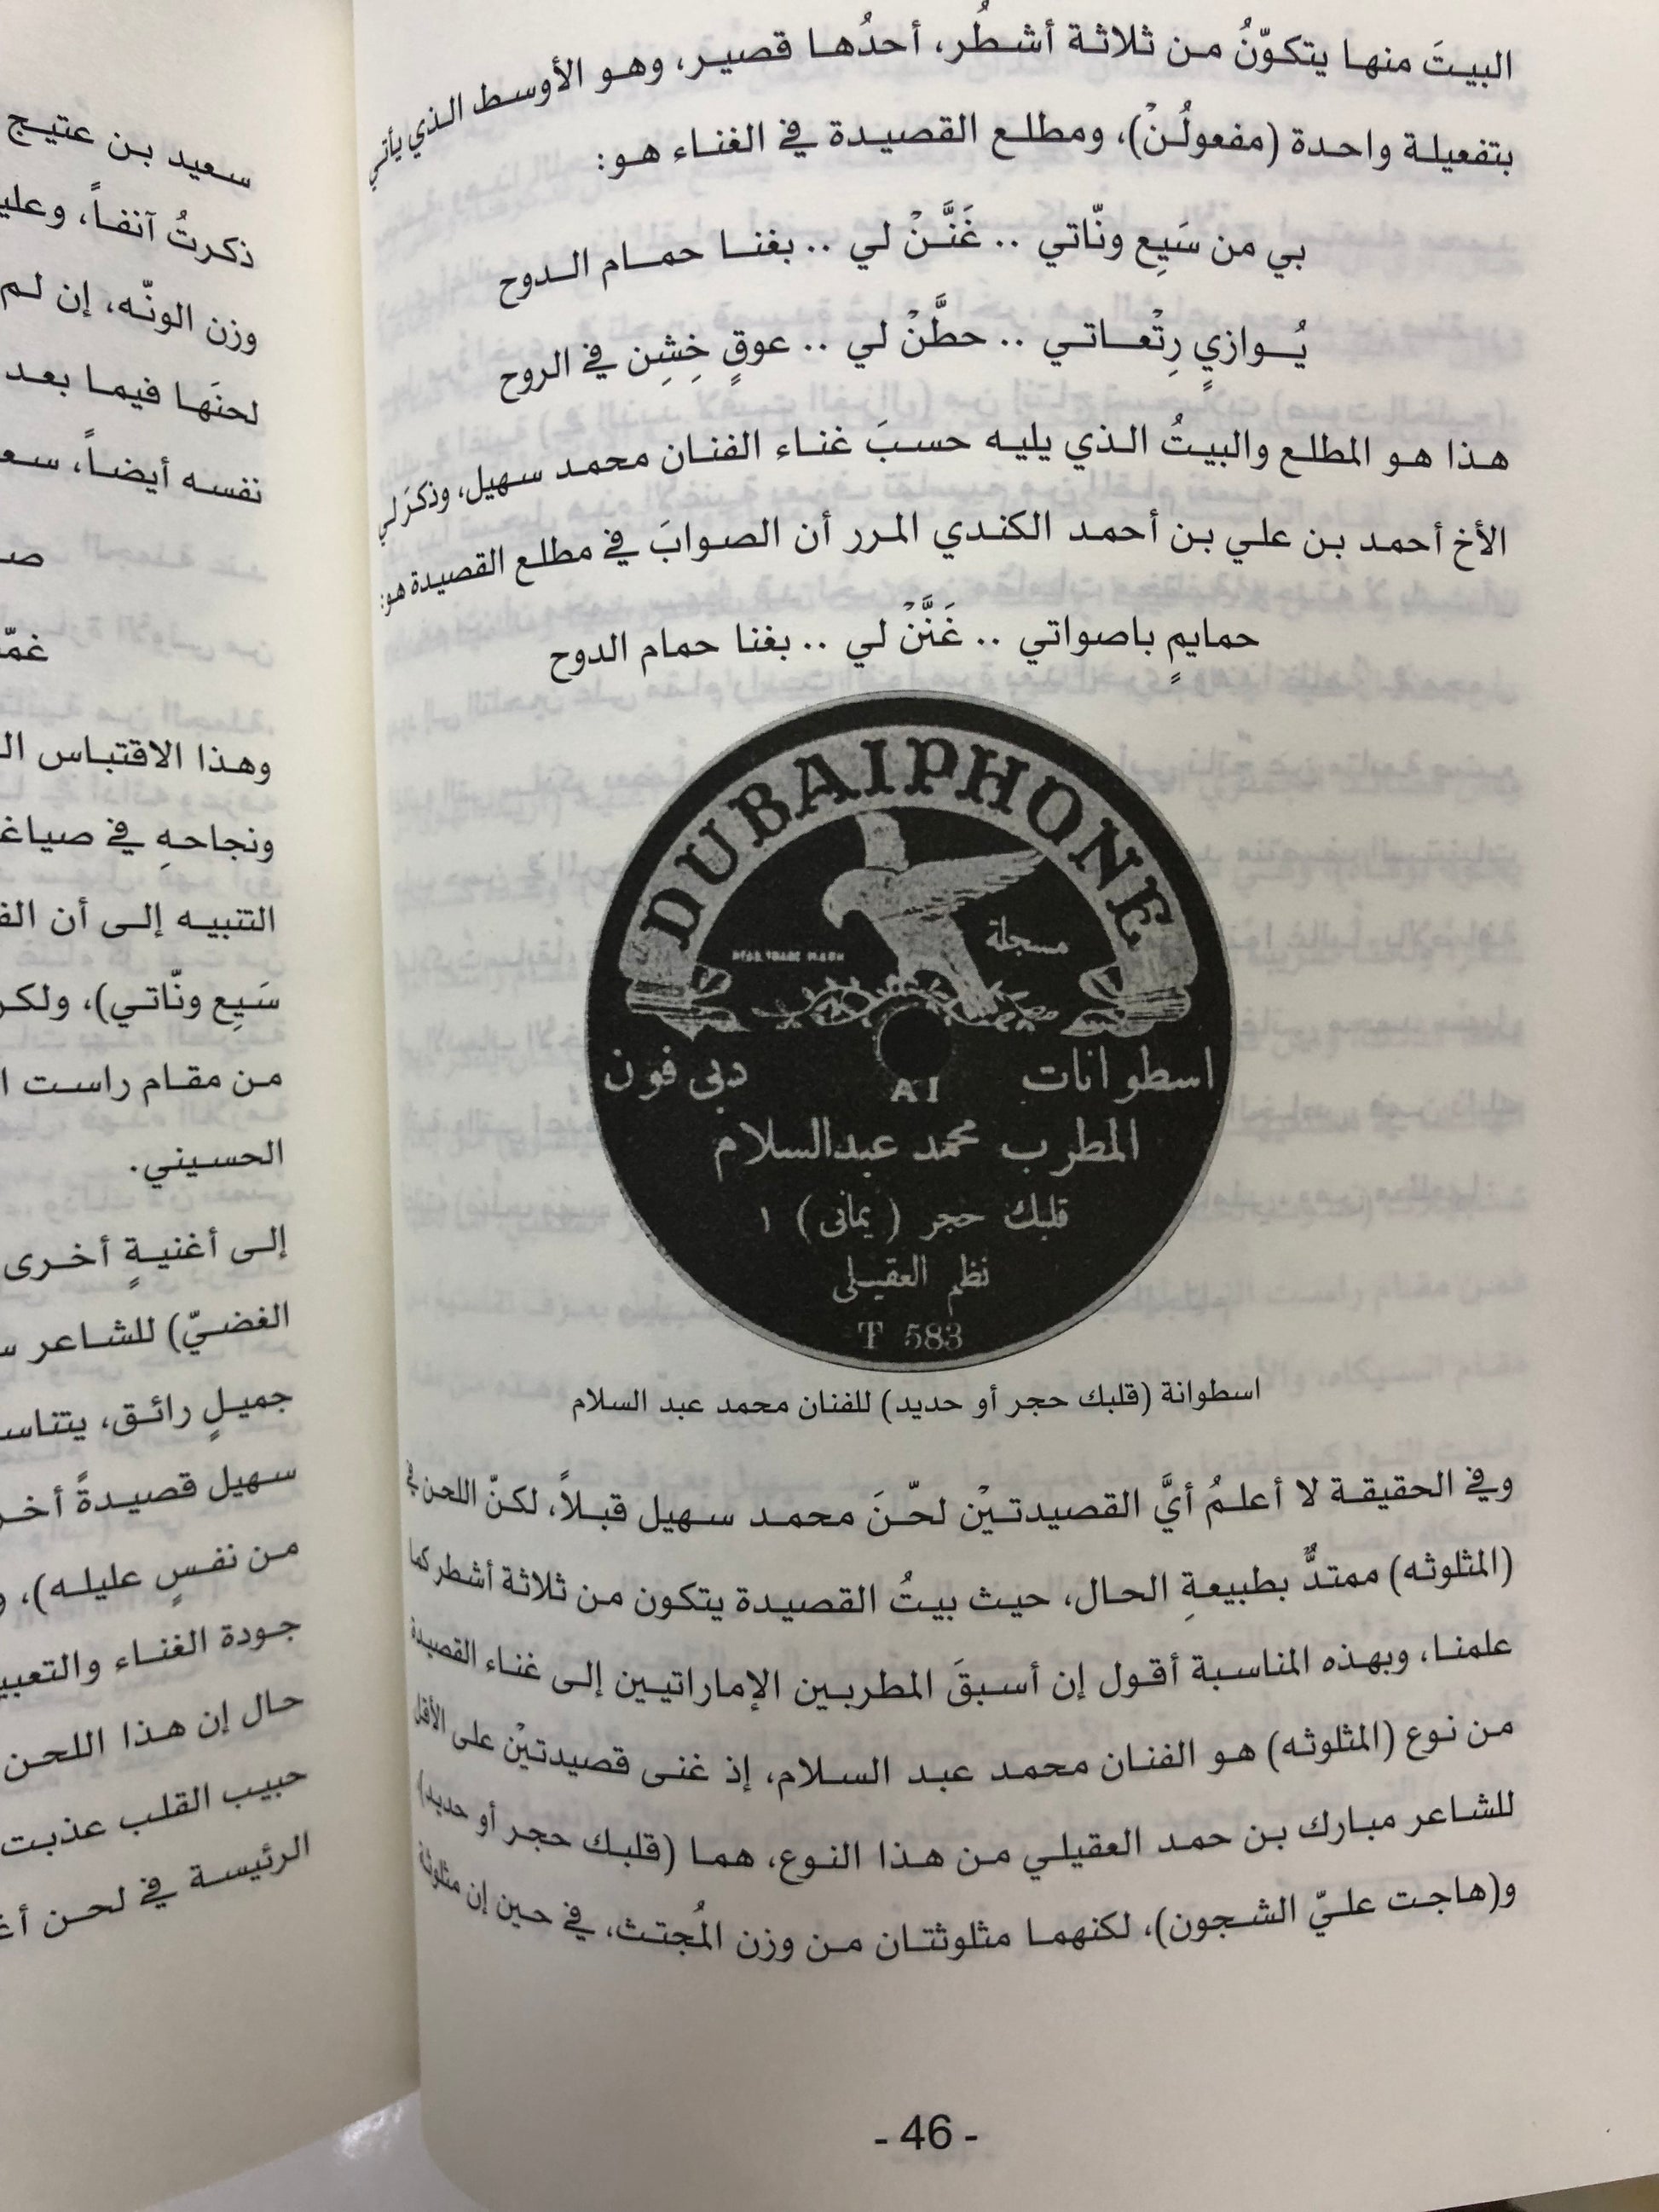 البيتَ منها يتكوّنُ من ثلاثة أشطُر، أحدُها قصير، وهو الأوسط الذي يأتي
بتفعيلة واحدة (مفعولُنْ)، ومطلع القصيدة في الغناء هو:
بي من سَيِع ونّاتي .. غَنَّنْ لي .. بغنا حمام الدوح
يُوازيٍ رِتْعاتي .. حطَّنْ لي .. عوقٍ خِشِن في الروح
هذا هو المطلع والبيتُ الذي يليه حسبَ غناء الفنان محمد سهيل، وذكرَ لي
الأخ أحمد بن علي بن أحمد الكندي المرر أن الصوابَ في مطلع القصيدة هو:
حمايمٍ باصواتي .. غَنَّنْ لي .. بغنا حمام الدوح
DUBAIPHONE
مسجلة
REGD. TRADE MARK
اسطوانات دبى فون
A I
المطرب محمد عبدالسلام
قلبك حجر ( يمانى ) ١
نظم العقيلى
T 583
اسطوانة (قلبك حجر أو حديد) للفنان محمد عبد السلام
وفي الحقيقة لا أعلمُ أيَّ القصيدتيْن لحّنَ محمد سهيل قبلاً، لكنّ اللحن في
(المثلوثه) ممتدٌّ بطبيعةِ الحال، حيث بيتُ القصيدة يتكون من ثلاثة أشطر كما
علمنا، وبهذه المناسبة أقول إن أسبقَ المطربين الإماراتيين إلى غناء القصيدة
من نوع (المثلوثه) هو الفنان محمد عبد السلام، إذ غنى قصيدتيْن على الأقل
للشاعر مبارك بن حمد العقيلي من هذا النوع، هما (قلبك حجر أو حديد)
و(هاجت عليّ الشجون)، لكنهما مثلوثتان من وزن المُجتث، في حين إن مثلوثة
- 46 -
سعيد بن عتيج
ذكرتُ آنفاً، وعلي
وزن الونّه، إن لم
لحنَها فيما بعد
نفسه أيضاً، سع
صـ
غمّ
وهذا الاقتباس ال
ونجاحهِ في صياغ
التنبيه إلى أن الف
سَيِع ونّاتي)، ولكن
من مقام راست ا
الحسيني.
إلى أغنيةٍ أخرى
الغضيّ) للشاعر س
جميلٍ رائق، يتناس
سهيل قصيدةً أخر
من نفسٍ عليله)، و
جودة الغناء والتعبي
حال إن هذا اللحن
حبيب القلب عذبت
الرئيسة في لحن أغ